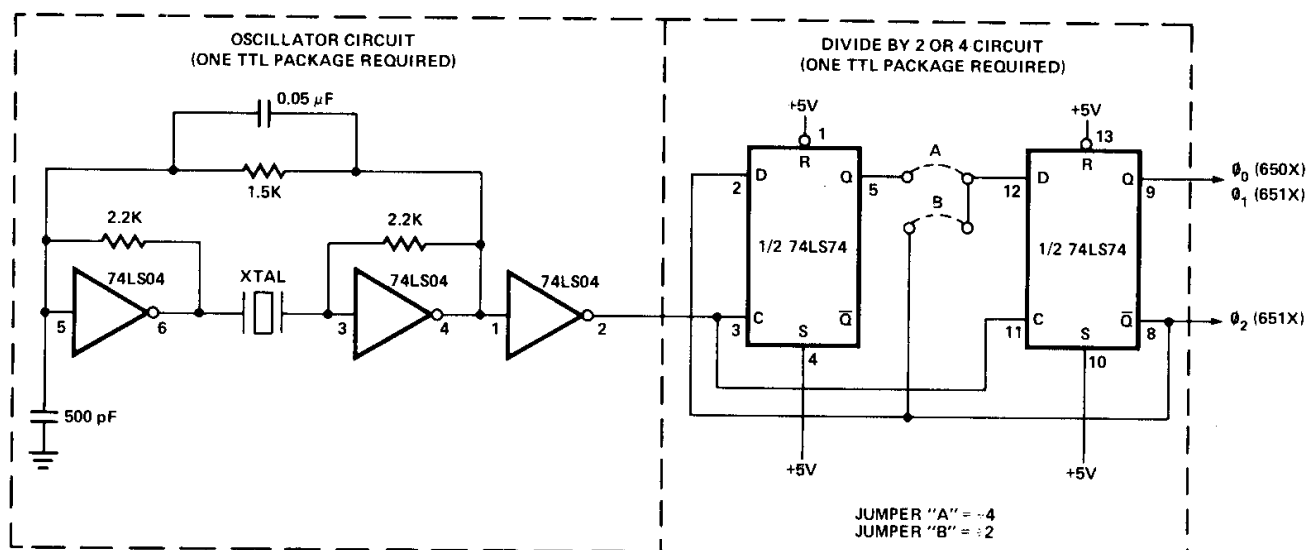 OSCILLATOR CIRCUIT
(ONE TTL PACKAGE REQUIRED)
0.05 µF
1.5K
2.2K
2.2K
74LS04
XTAL
74LS04
74LS04
5
6
3
4
1
2
500 pF
DIVIDE BY 2 OR 4 CIRCUIT
(ONE TTL PACKAGE REQUIRED)
+5V
1
R
2
D
Q
5
1/2 74LS74
3
C
S
Q̅
4
+5V
A
B
+5V
13
R
12
D
Q
9
1/2 74LS74
11
C
S
Q̅
8
10
+5V
Ø0 (650X)
Ø1 (651X)
Ø2 (651X)
JUMPER "A" = ÷4
JUMPER "B" = ÷2